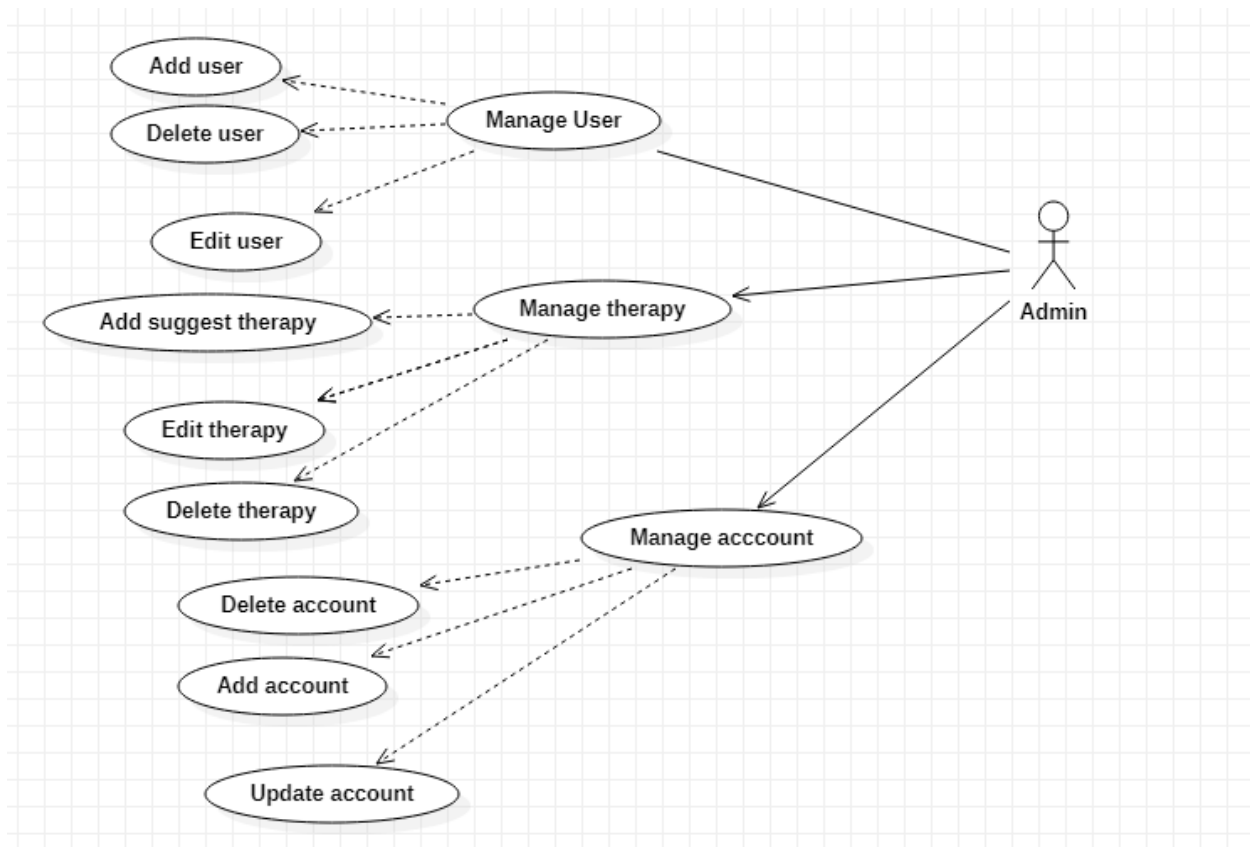 Add user
Manage User
Delete user
Edit user
Manage therapy
Add suggest therapy
Admin
Edit therapy
Delete therapy
Manage acccount
Delete account
Add account
Update account